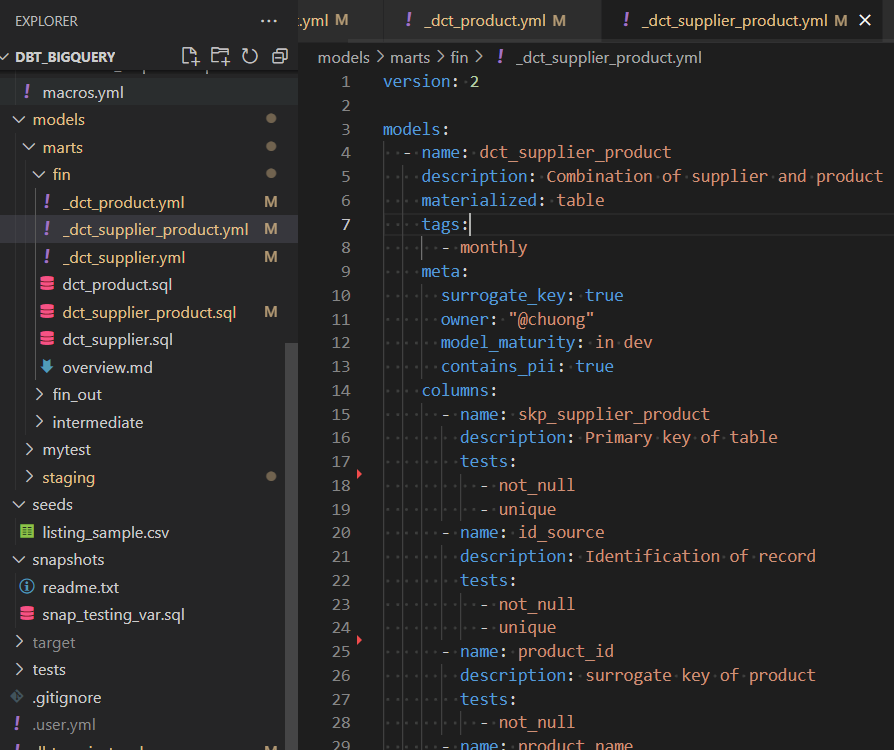 EXPLORER
DBT_BIGQUERY
macros.yml
models
marts
fin
! _dct_product.yml M
! _dct_supplier_product.yml M
! _dct_supplier.yml M
dct_product.sql
dct_supplier_product.sql M
dct_supplier.sql
overview.md
fin_out
intermediate
mytest
staging
seeds
listing_sample.csv
snapshots
readme.txt
snap_testing_var.sql
target
tests
.gitignore
! .user.yml
.yml M
! _dct_product.yml M
! _dct_supplier_product.yml M
models > marts > fin > ! _dct_supplier_product.yml
1 version: 2
2
3 models:
4 - name: dct_supplier_product
5 description: Combination of supplier and product
6 materialized: table
7 tags:
8 - monthly
9 meta:
10 surrogate_key: true
11 owner: "@chuong"
12 model_maturity: in dev
13 contains_pii: true
14 columns:
15 - name: skp_supplier_product
16 description: Primary key of table
17 tests:
18 - not_null
19 - unique
20 - name: id_source
21 description: Identification of record
22 tests:
23 - not_null
24 - unique
25 - name: product_id
26 description: surrogate key of product
27 tests:
28 - not_null
29 - name: product_name